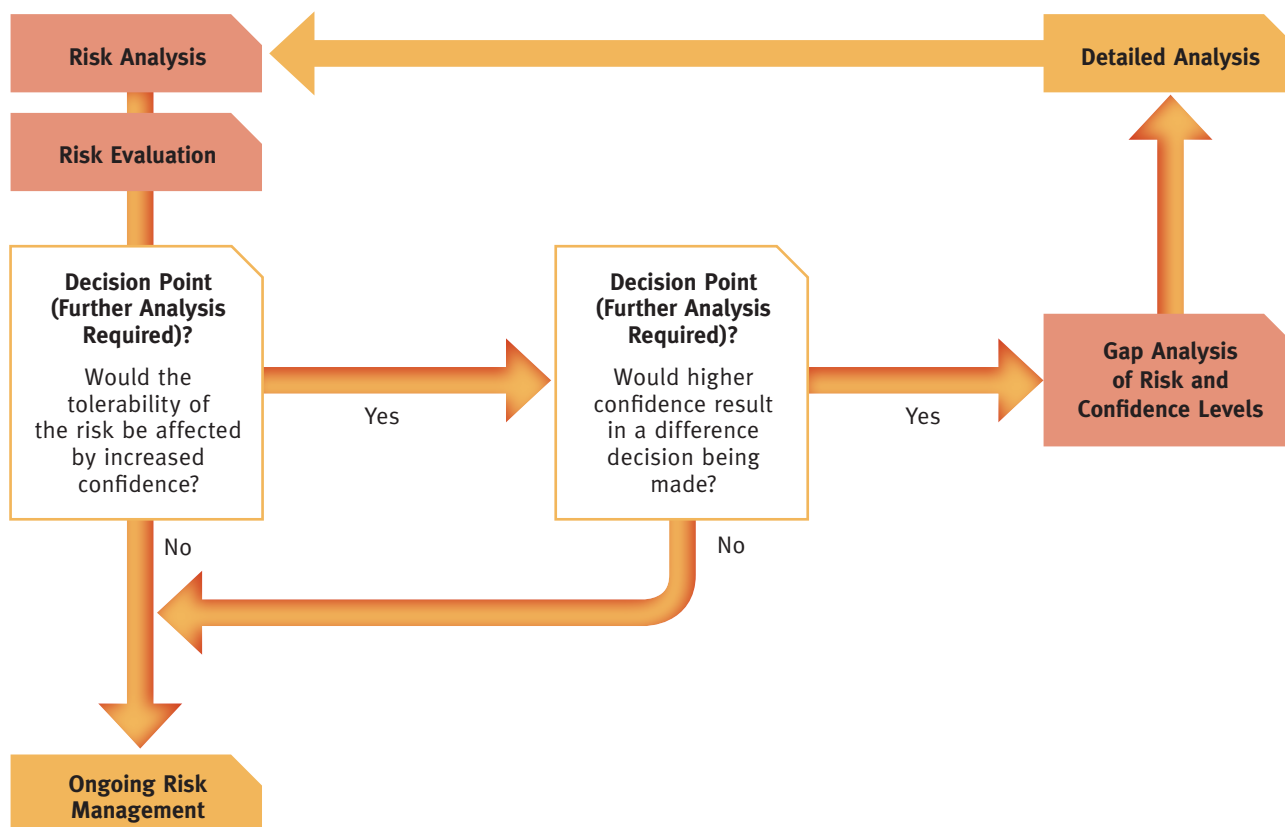 Risk Analysis
Detailed Analysis
Risk Evaluation
Decision Point
(Further Analysis
Required)?
Would the
tolerability of
the risk be affected
by increased
confidence?
Yes
Decision Point
(Further Analysis
Required)?
Would higher
confidence result
in a difference
decision being
made?
Yes
Gap Analysis
of Risk and
Confidence Levels
No
No
Ongoing Risk
Management